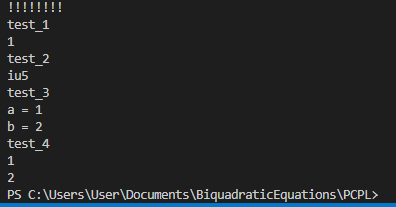 !!!!!!!!
test_1
1
test_2
iu5
test_3
a = 1
b = 2
test_4
1
2
PS C:\Users\User\Documents\BiquadraticEquations\PCPL>